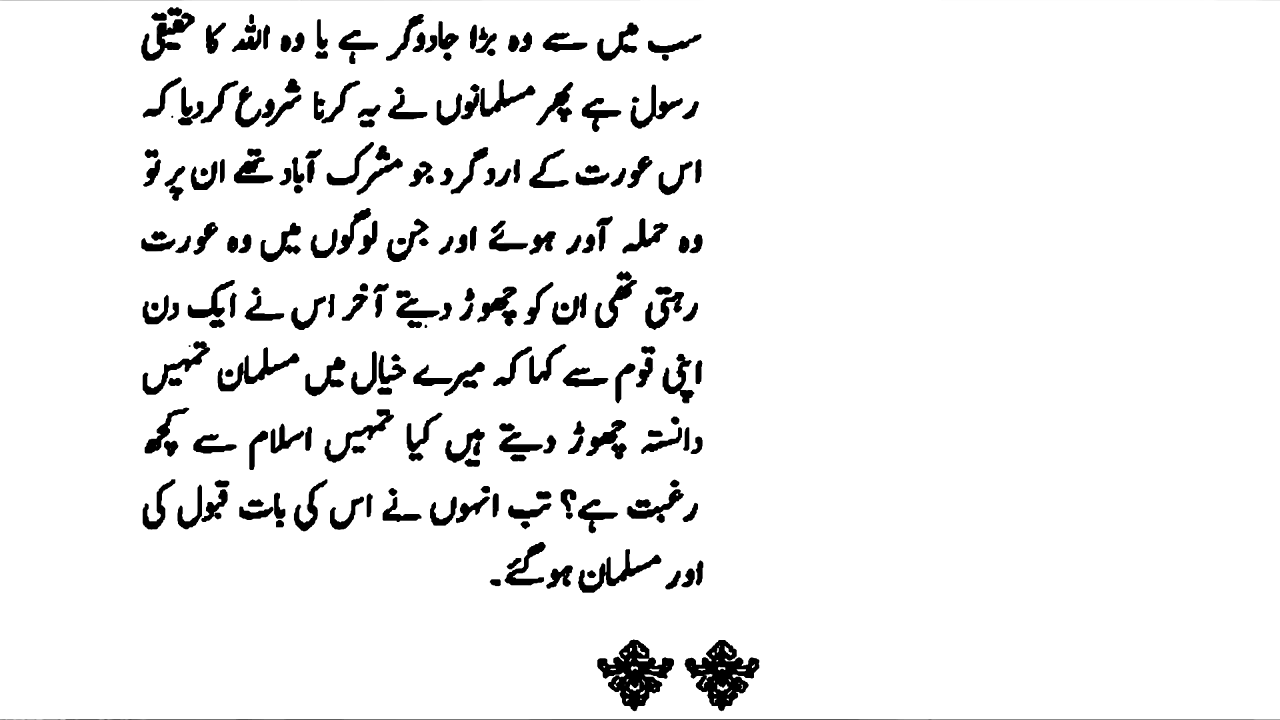 سب میں سے وہ بڑا جادوگر ہے یا وہ اللہ کا حقیقی
رسول ہے پھر مسلمانوں نے یہ کرنا شروع کردیا کہ
اس عورت کے اردگرد جو مشرک آباد تھے ان پر تو
وہ حملہ آور ہوئے اور جن لوگوں میں وہ عورت
رہتی تھی ان کو چھوڑ دیتے آخر اس نے ایک دن
اپنی قوم سے کہا کہ میرے خیال میں مسلمان تمہیں
دانستہ چھوڑ دیتے ہیں کیا تمہیں اسلام سے کچھ
رغبت ہے؟ تب انہوں نے اس کی بات قبول کی
اور مسلمان ہوگئے۔